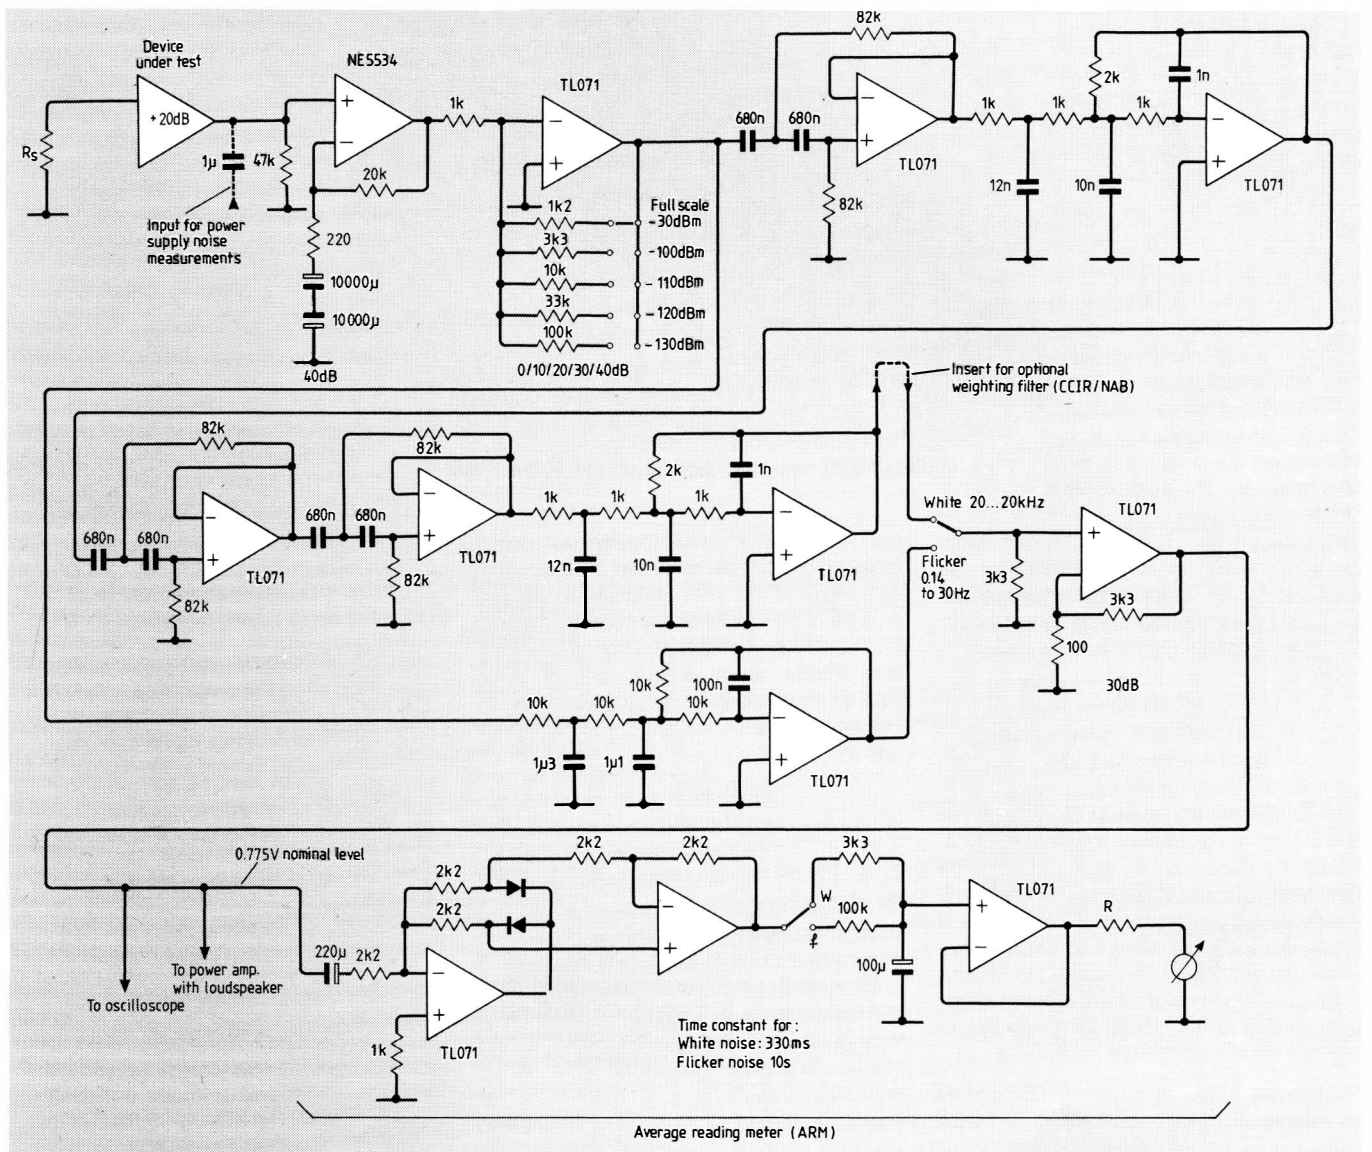 Device
under test
+20dB
Rs
1μ
47k
Input for power
supply noise
measurements
NE5534
+
−
20k
220
10000μ
10000μ
40dB
1k
TL071
−
+
1k2
3k3
10k
33k
100k
Full scale
-30dBm
-100dBm
-110dBm
-120dBm
-130dBm
0/10/20/30/40dB
680n
680n
82k
82k
−
+
TL071
1k
1k
2k
1k
1n
12n
10n
−
+
TL071
Insert for optional
weighting filter (CCIR/NAB)
680n
680n
82k
82k
−
+
TL071
680n
680n
82k
82k
−
+
TL071
1k
1k
2k
1k
1n
12n
10n
−
+
TL071
White 20...20kHz
Flicker
0.14
to 30Hz
3k3
TL071
+
−
3k3
100
30dB
10k
10k
10k
10k
100n
1μ3
1μ1
−
+
TL071
0.775V nominal level
To oscilloscope
To power amp.
with loudspeaker
220μ
2k2
2k2
2k2
−
+
TL071
1k
2k2
2k2
−
+
W
f
3k3
100k
100μ
TL071
+
−
R
Time constant for :
White noise : 330ms
Flicker noise 10s
Average reading meter (ARM)